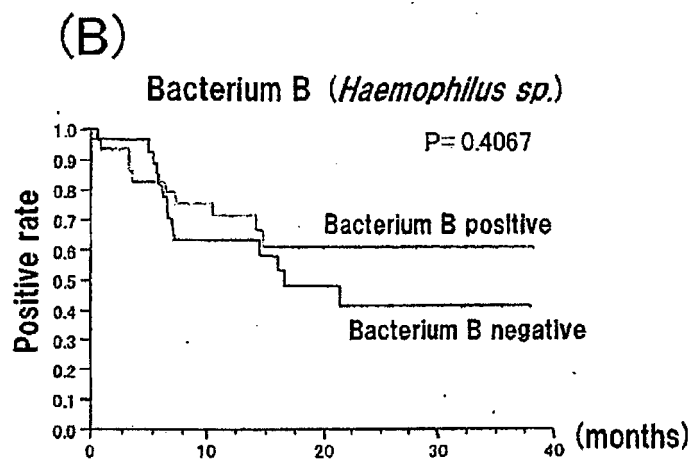 (B)
Bacterium B (Haemophilus sp.)
P= 0.4067
Positive rate
1.0
0.9
0.8
0.7
0.6
0.5
0.4
0.3
0.2
0.1
0.0
Bacterium B positive
Bacterium B negative
0 10 20 30 40 (months)